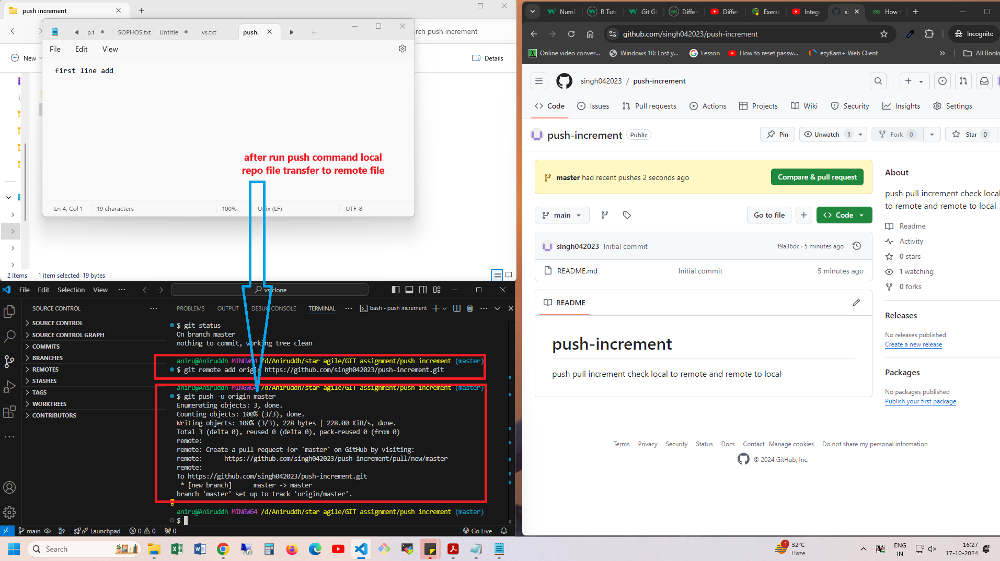 push increment
p.t
SOPHOS.txt
Untitle
vs.txt
push.
rch push increment
File
Edit
View
New
Details
first line add
after run push command local
repo file transfer to remote file
Ln 4, Col 1
19 characters
100%
Unix (LF)
UTF-8
2 items
1 item selected 19 bytes
File Edit Selection View
vs clone
SOURCE CONTROL
SOURCE CONTROL
SOURCE CONTROL GRAPH
COMMITS
BRANCHES
REMOTES
STASHES
TAGS
WORKTREES
CONTRIBUTORS
PROBLEMS OUTPUT DEBUG CONSOLE TERMINAL
bash - push increment
$ git status
On branch master
nothing to commit, working tree clean
aniru@Aniruddh MINGW64 /d/Aniruddh/star agile/GIT assignment/push increment (master)
$ git remote add origin https://github.com/singh042023/push-increment.git
aniru@Aniruddh MINGW64 /d/Aniruddh/star agile/GIT assignment/push increment (master)
$ git push -u origin master
Enumerating objects: 3, done.
Counting objects: 100% (3/3), done.
Writing objects: 100% (3/3), 228 bytes | 228.00 KiB/s, done.
Total 3 (delta 0), reused 0 (delta 0), pack-reused 0 (from 0)
remote:
remote: Create a pull request for 'master' on GitHub by visiting:
remote:      https://github.com/singh042023/push-increment/pull/new/master
remote:
To https://github.com/singh042023/push-increment.git
 * [new branch]      master -> master
branch 'master' set up to track 'origin/master'.
aniru@Aniruddh MINGW64 /d/Aniruddh/star agile/GIT assignment/push increment (master)
$
main
Launchpad
0 0
0
Go Live
NumP
R Tuto
Git Gi
Differ
Differ
Execu
Integ
si
How t
github.com/singh042023/push-increment
Incognito
Online video conver...
Windows 10: Lost y...
Lesson
How to reset passw...
ezyKam+ Web Client
»
All Book
singh042023 / push-increment
Code
Issues
Pull requests
Actions
Projects
Wiki
Security
Insights
Settings
push-increment
Public
Pin
Unwatch 1
Fork 0
Star 0
master had recent pushes 2 seconds ago
Compare & pull request
main
Go to file
Code
singh042023 Initial commit
f9a36dc · 5 minutes ago
README.md
Initial commit
5 minutes ago
README
push-increment
push pull increment check local to remote and remote to local
About
push pull increment check local
to remote and remote to local
Readme
Activity
0 stars
1 watching
0 forks
Releases
No releases published
Create a new release
Packages
No packages published
Publish your first package
Terms Privacy Security Status Docs Contact Manage cookies Do not share my personal information
© 2024 GitHub, Inc.
Search
1
32°C
Haze
ENG
IN
16:27
17-10-2024